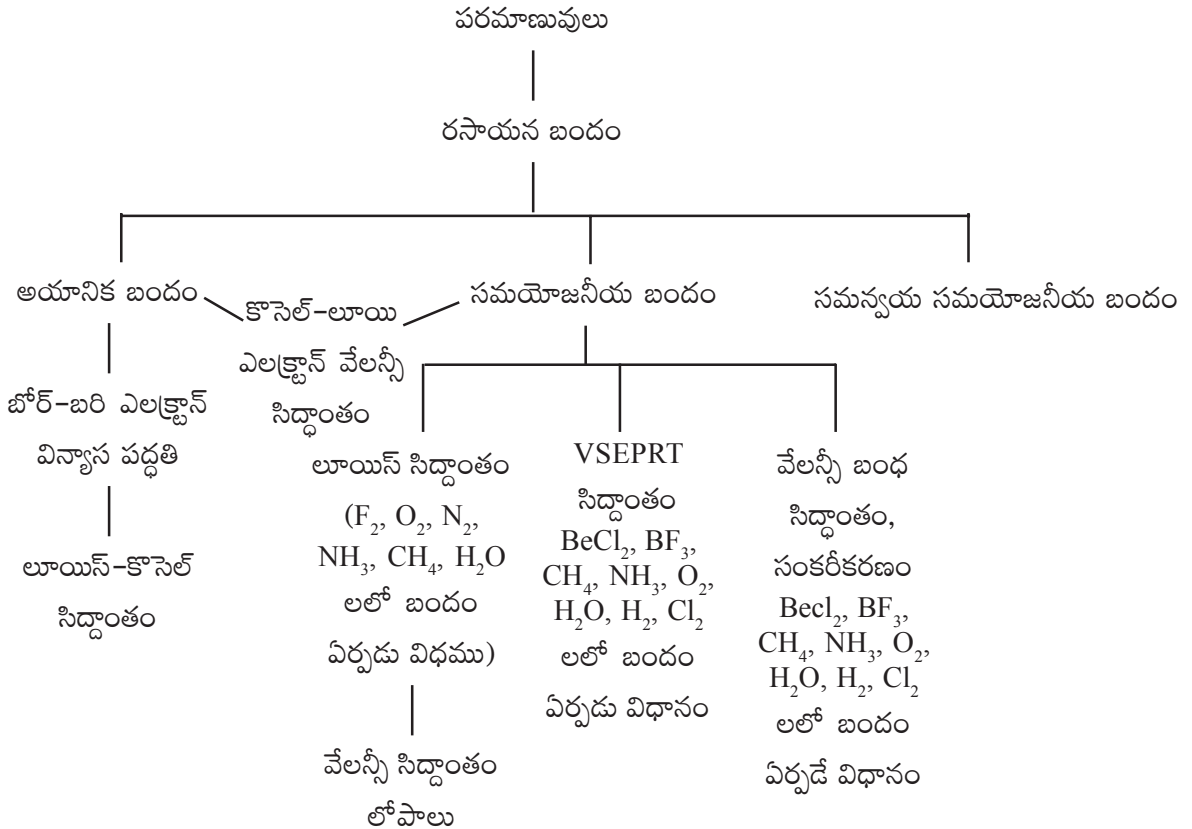 పరమాణువులు
రసాయన బందం
అయానిక బందం
కొసెల్-లూయి
ఎలక్ట్రాన్ వేలన్సీ
సిద్ధాంతం
సమయోజనీయ బందం
సమన్వయ సమయోజనీయ బందం
బోర్-బరి ఎలక్ట్రాన్
విన్యాస పద్ధతి
లూయిస్-కొసెల్
సిద్దాంతం
లూయిస్ సిద్దాంతం
(F₂, O₂, N₂,
NH₃, CH₄, H₂O
లలో బందం
ఏర్పడు విధము)
వేలన్సీ సిద్దాంతం
లోపాలు
VSEPRT
సిద్దాంతం
BeCl₂, BF₃,
CH₄, NH₃, O₂,
H₂O, H₂, Cl₂
లలో బందం
ఏర్పడు విధానం
వేలన్సీ బంధ
సిద్ధాంతం,
సంకరీకరణం
Becl₂, BF₃,
CH₄, NH₃, O₂,
H₂O, H₂, Cl₂
లలో బందం
ఏర్పడే విధానం